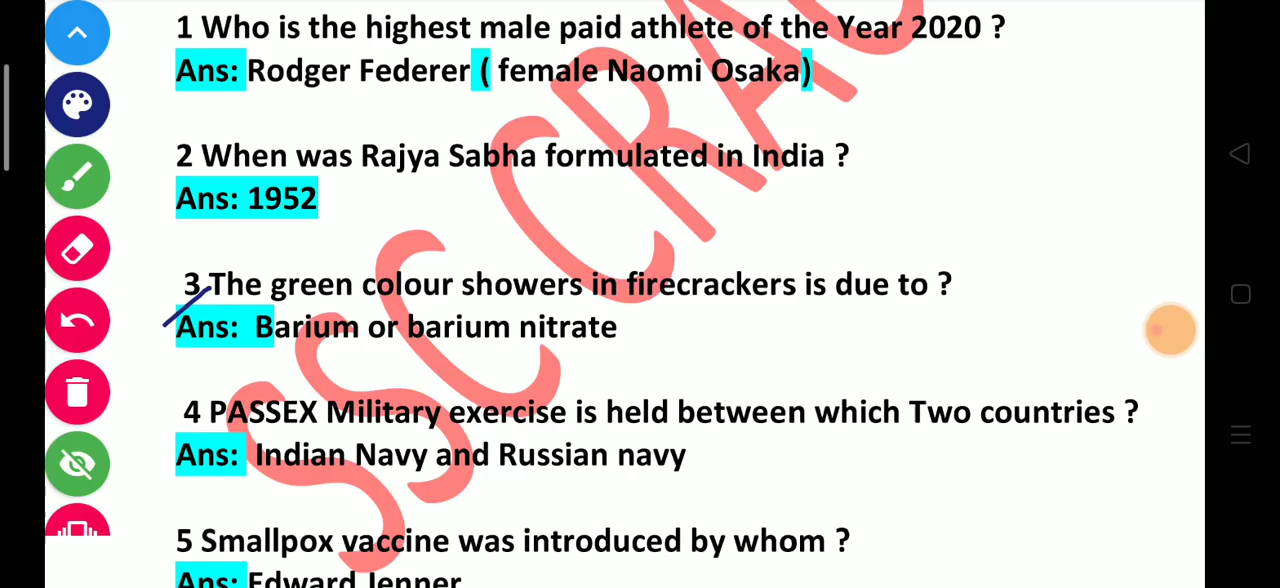 1 Who is the highest male paid athlete of the Year 2020 ?
Ans: Rodger Federer ( female Naomi Osaka)
2 When was Rajya Sabha formulated in India ?
Ans: 1952
3 The green colour showers in firecrackers is due to ?
Ans: Barium or barium nitrate
4 PASSEX Military exercise is held between which Two countries ?
Ans: Indian Navy and Russian navy
5 Smallpox vaccine was introduced by whom ?
Ans: Edward Jenner
SSC CRAC